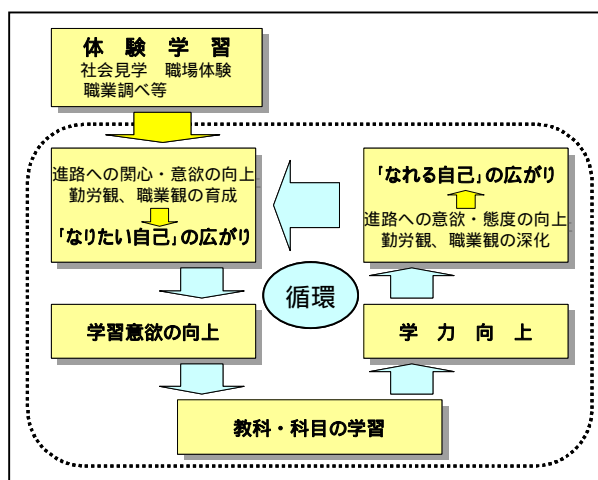 体 験 学 習
社会見学 職場体験
職業調べ等
進路への関心・意欲の向上
勤労観、職業観の育成
「なりたい自己」の広がり
「なれる自己」の広がり
進路への意欲・態度の向上
勤労観、職業観の深化
循環
学習意欲の向上
学 力 向 上
教科・科目の学習